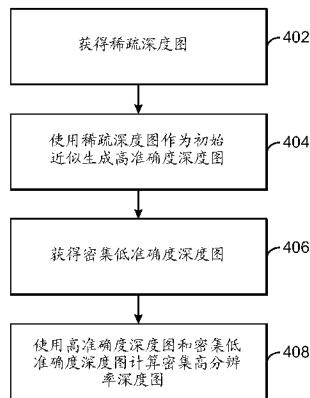 获得稀疏深度图
402
使用稀疏深度图作为初始
近似生成高准确度深度图
404
获得密集低准确度深度图
406
使用高准确度深度图和密集低
准确度深度图计算密集高分辨
率深度图
408